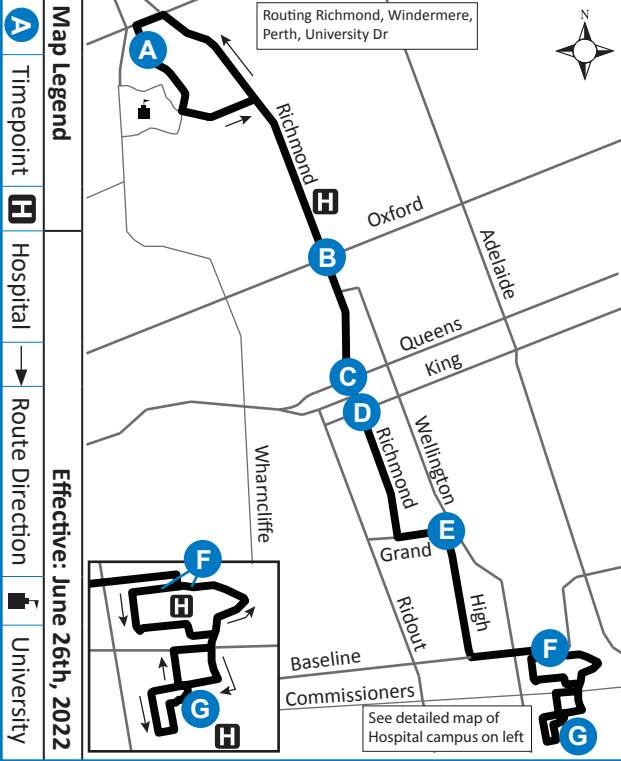 Map Legend
Effective: June 26th, 2022
A
Timepoint
H
Hospital
Route Direction
University
Routing Richmond, Windermere,
Perth, University Dr
N
A
Richmond
H
Oxford
B
Adelaide
Queens
King
C
D
Richmond
Wellington
Wharncliffe
E
Grand
Ridout
High
F
Baseline
Commissioners
G
See detailed map of
Hospital campus on left
F
H
G
H